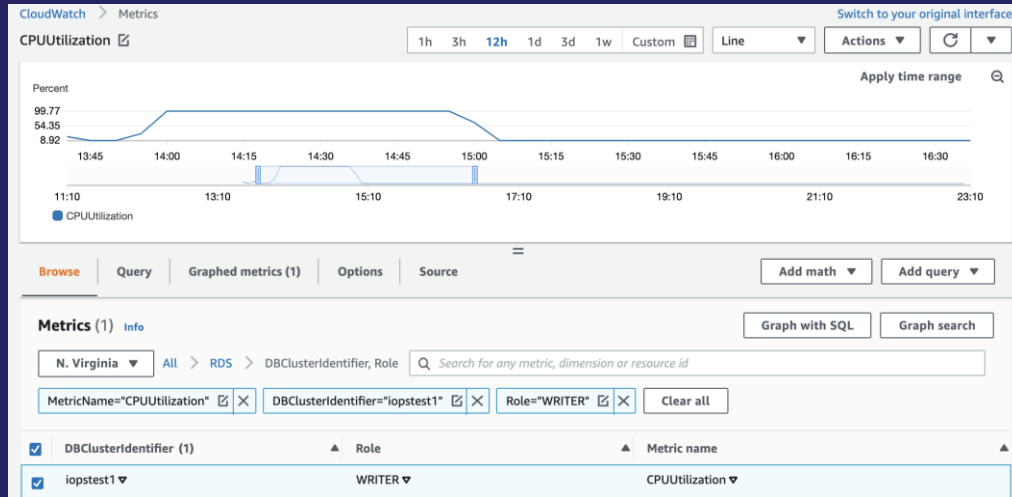 CloudWatch > Metrics Switch to your original interface
CPUUtilization 1h 3h 12h 1d 3d 1w Custom Line Actions
Apply time range
Percent
99.77
54.35
8.92
13:45 14:00 14:15 14:30 14:45 15:00 15:15 15:30 15:45 16:00 16:15 16:30
11:10 13:10 15:10 17:10 19:10 21:10 23:10
CPUUtilization
Browse Query Graphed metrics (1) Options Source Add math Add query
Metrics (1) Info Graph with SQL Graph search
N. Virginia All > RDS > DBClusterIdentifier, Role Search for any metric, dimension or resource id
MetricName="CPUUtilization" DBClusterIdentifier="iopstest1" Role="WRITER" Clear all
DBClusterIdentifier (1) Role Metric name
iopstest1 WRITER CPUUtilization